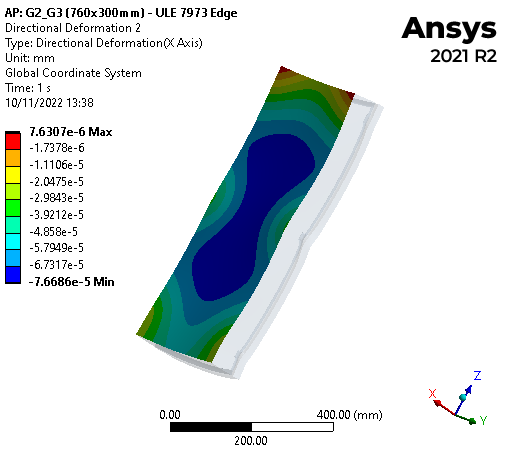 AP: G2_G3 (760x300mm) - ULE 7973 Edge
Directional Deformation 2
Type: Directional Deformation(X Axis)
Unit: mm
Global Coordinate System
Time: 1 s
10/11/2022 13:38
Ansys
2021 R2
7.6307e-6 Max
-1.7378e-6
-1.1106e-5
-2.0475e-5
-2.9843e-5
-3.9212e-5
-4.858e-5
-5.7949e-5
-6.7317e-5
-7.6686e-5 Min
0.00
400.00 (mm)
200.00
X
Z
Y